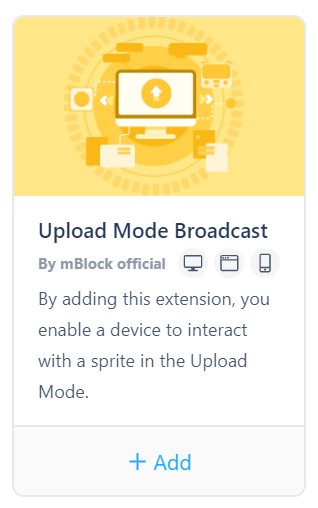 Upload Mode Broadcast
By mBlock official
By adding this extension, you
enable a device to interact
with a sprite in the Upload
Mode.
+ Add